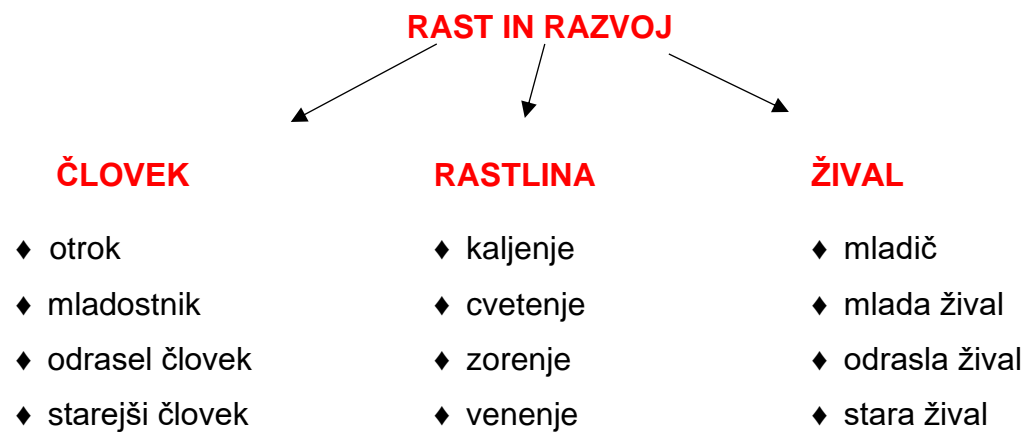 RAST IN RAZVOJ
ČLOVEK
♦ otrok
♦ mladostnik
♦ odrasel človek
♦ starejši človek
RASTLINA
♦ kaljenje
♦ cvetenje
♦ zorenje
♦ venenje
ŽIVAL
♦ mladič
♦ mlada žival
♦ odrasla žival
♦ stara žival